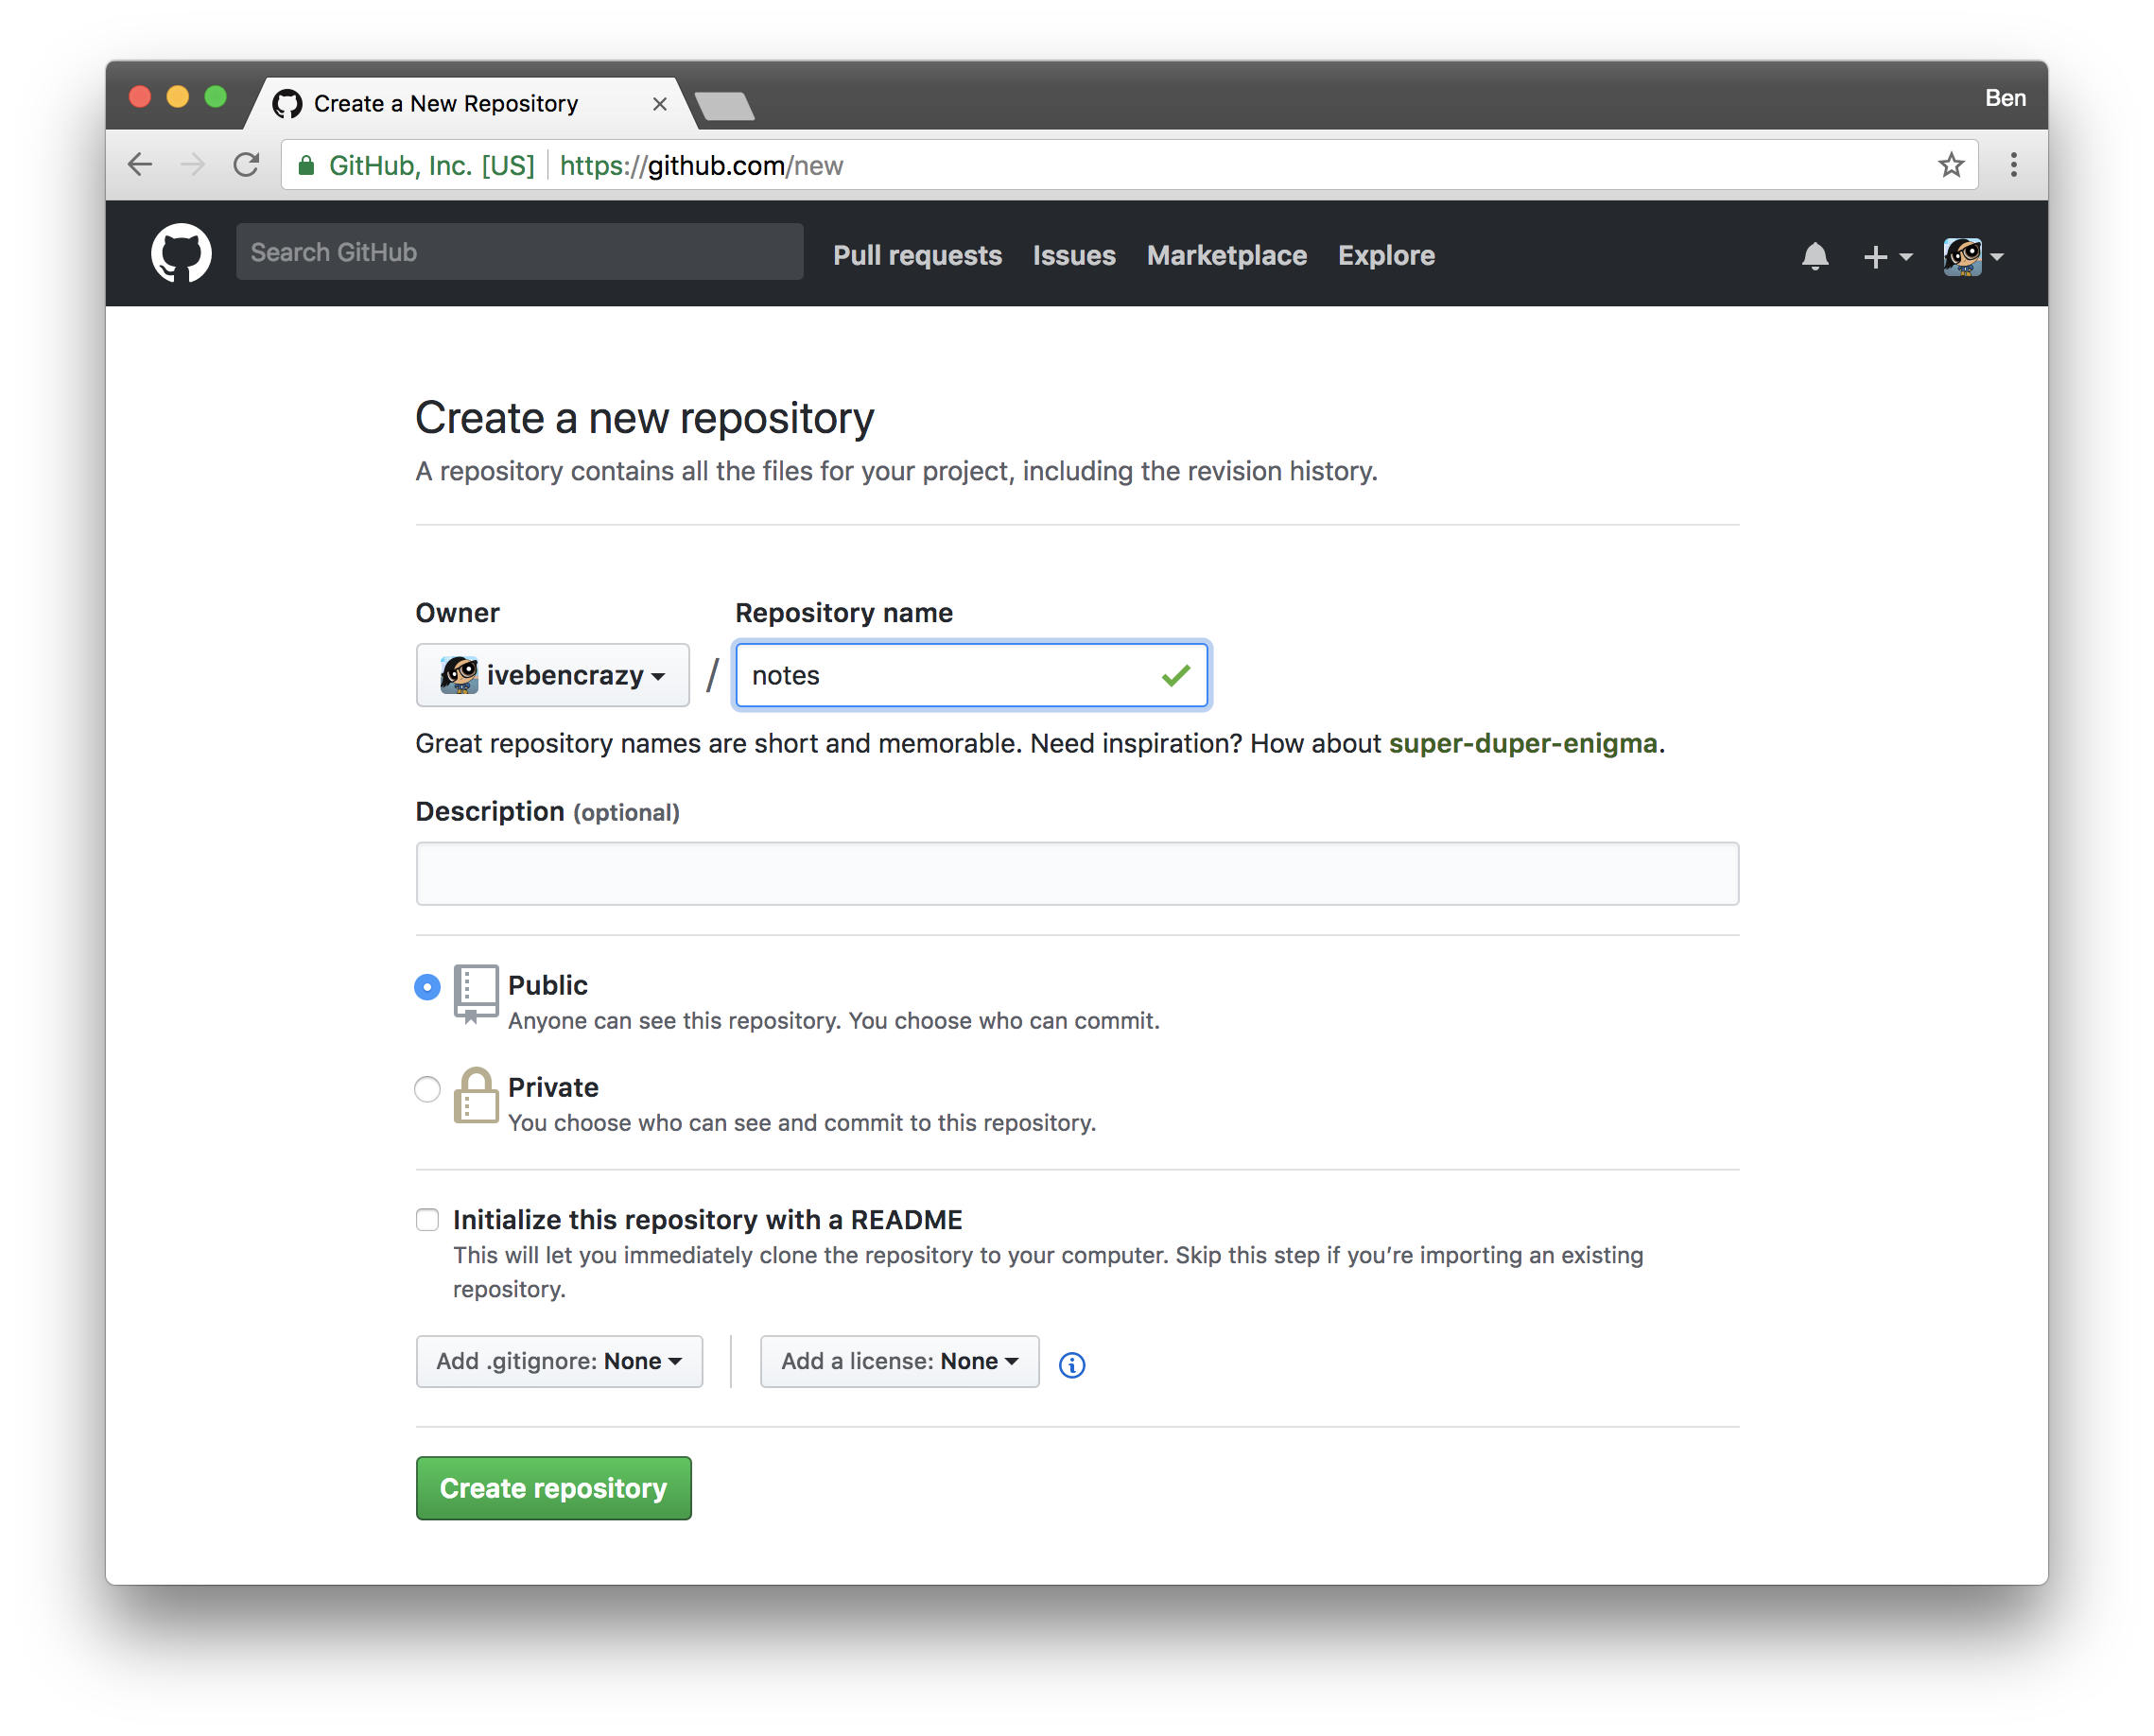 Create a New Repository
Ben
GitHub, Inc. [US] https://github.com/new
Search GitHub Pull requests Issues Marketplace Explore
Create a new repository
A repository contains all the files for your project, including the revision history.
Owner Repository name
ivebencrazy / notes
Great repository names are short and memorable. Need inspiration? How about super-duper-enigma.
Description (optional)
Public
Anyone can see this repository. You choose who can commit.
Private
You choose who can see and commit to this repository.
Initialize this repository with a README
This will let you immediately clone the repository to your computer. Skip this step if you’re importing an existing
repository.
Add .gitignore: None Add a license: None
Create repository